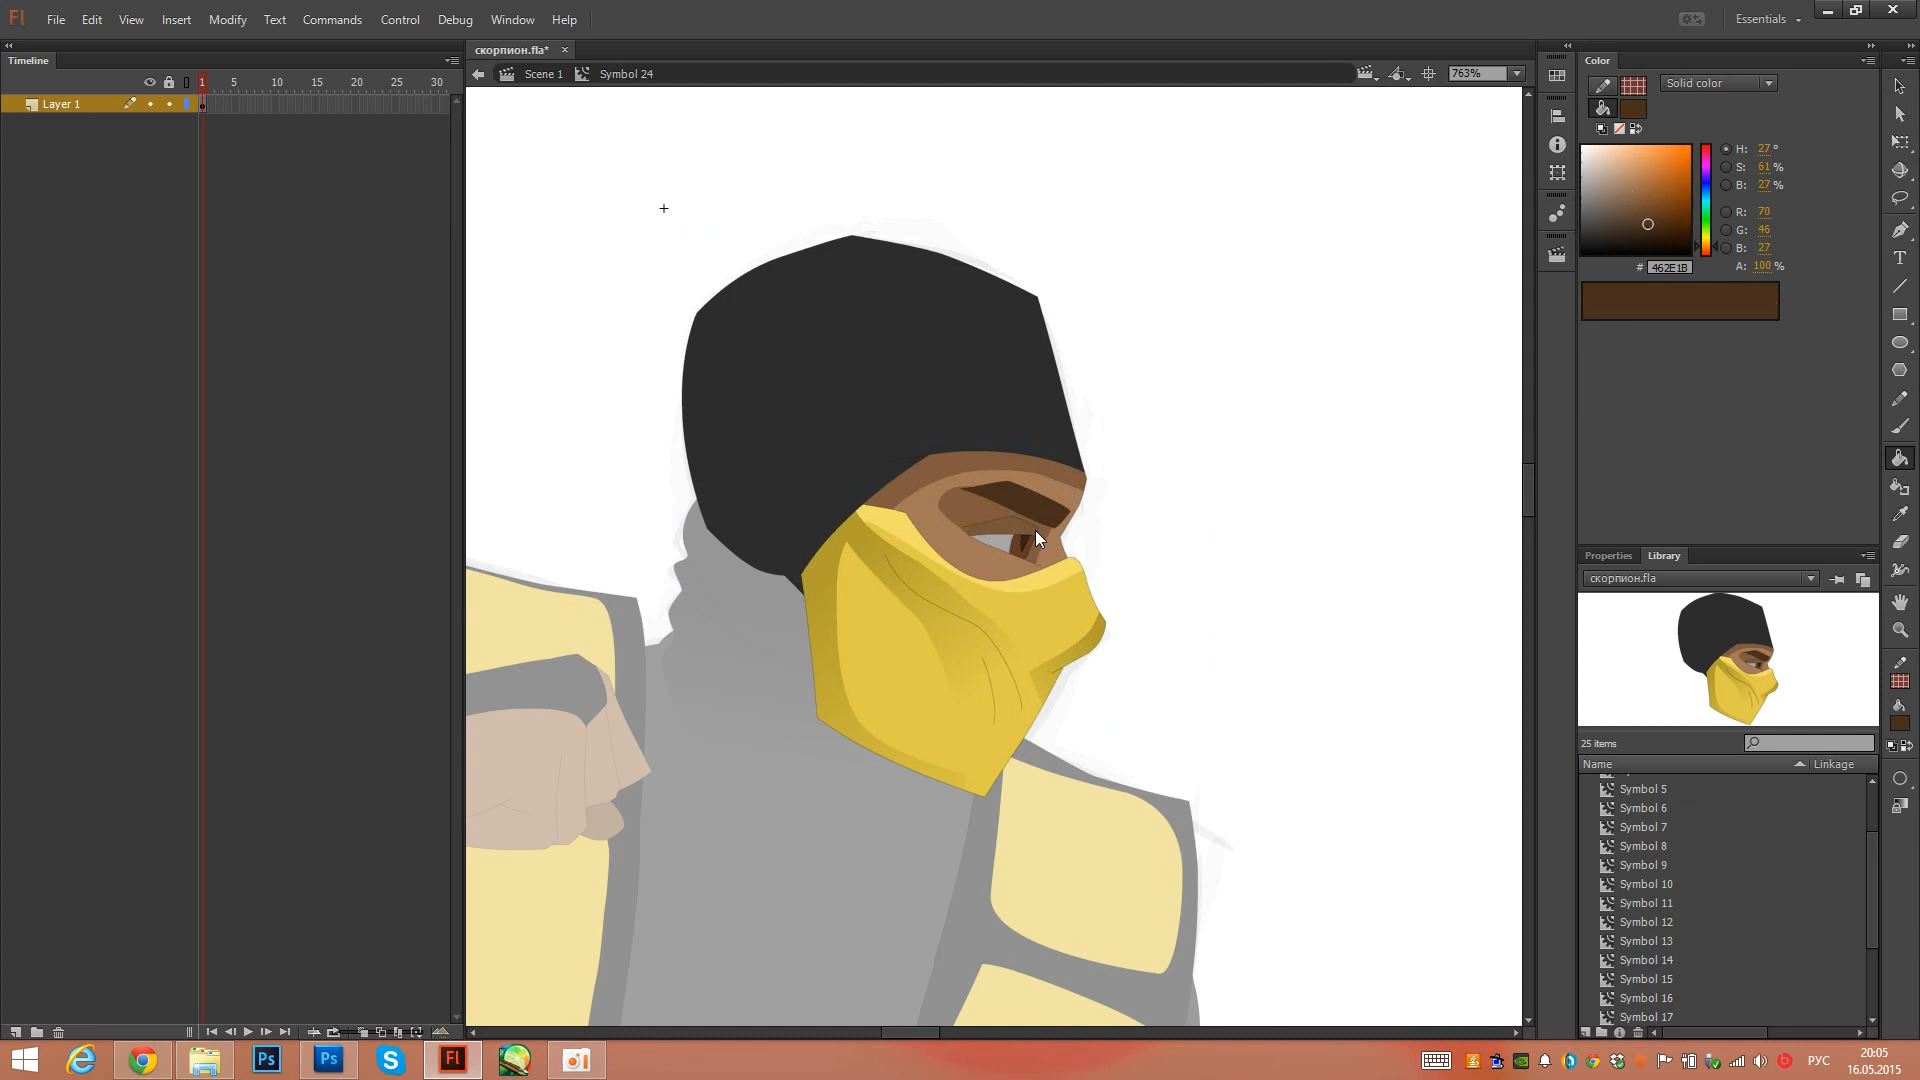 Fl File Edit View Insert Modify Text Commands Control Debug Window Help Essentials
Timeline
скорпион.fla*
Color
1 5 10 15 20 25 30
Scene 1 Symbol 24 763%
Layer 1
Solid color
H: 27 °
S: 61 %
B: 27 %
R: 70
G: 46
B: 27
# 462E1B A: 100 %
Properties Library
скорпион.fla
25 items
Name Linkage
Symbol 5
Symbol 6
Symbol 7
Symbol 8
Symbol 9
Symbol 10
Symbol 11
Symbol 12
Symbol 13
Symbol 14
Symbol 15
Symbol 16
Symbol 17
Ps Ps S Fl
РУС
20:05
16.05.2015